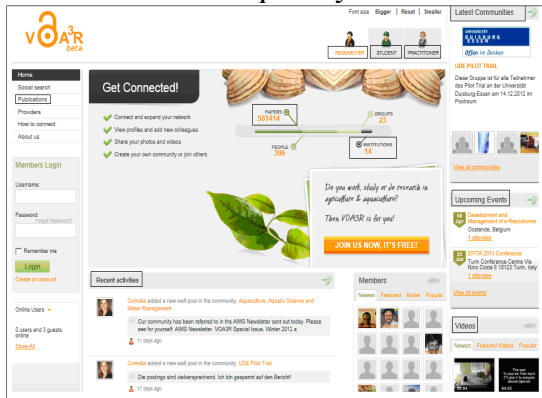 Font size Bigger | Reset | Smaller
VOA3R
beta
RESEARCHER
STUDENT
PRACTITIONER
Home
Social search
Publications
Providers
How to connect
About us
Members Login
Username:
Password:
Forgot Password?
Remember me
Login
Create an account
Online Users
0 users and 3 guests
online
Show All
Get Connected!
Connect and expand your network
View profiles and add new colleagues
Share your photos and videos
Create your own community or join others
PAPERS
561414
GROUPS
23
PEOPLE
396
INSTITUTIONS
14
Do you work, study or do research in
agriculture & aquaculture?
Then VOA3R is for you!
JOIN US NOW, IT'S FREE!
Recent activities
Cornelia added a new wall post in the community, Aquaculture, Aquatic Science and
Water Management
Our community has been referred to in the AIMS Newsletter sent out today. Please
see for yourself: AIMS Newsletter, VOA3R Special Issue, Winter 2012 a
11 days ago
Cornelia added a new wall post in the community, UDE Pilot Trial
Die postings sind vielversprechend. Ich bin gespannt auf den Bericht!
11 days ago
Members
Newest Featured Active Popular
Latest Communities
UNIVERSITÄT
DUISBURG
ESSEN
Offen im Denken
UDE PILOT TRIAL
Diese Gruppe ist für alle Teilnehmer
des Pilot Trial an der Universität
Duisburg-Essen am 14.12.2012 im
Poolraum.
View all communities
Upcoming Events
Development and
Management of e-Repositories
Oostende, Belgium
1 attendee
EFITA 2013 Conference
Turin Conference Centre Via
Nino Costa 8 10123 Turin, Italy
1 attendee
View all events
Videos
Newest Featured Videos Popular